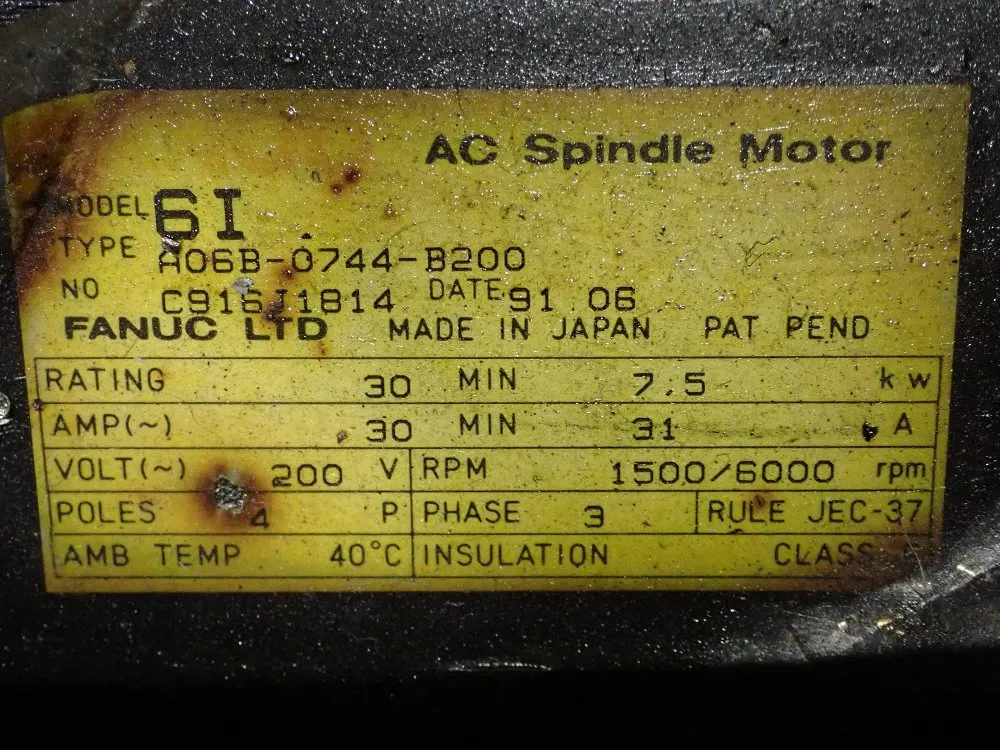 AC Spindle Motor
MODEL 6I
TYPE A06B-0744-B200
NO C916J1814 DATE 91.06
FANUC LTD MADE IN JAPAN PAT PEND
RATING 30 MIN 7.5 kw
AMP(~) 30 MIN 31 A
VOLT(~) 200 V RPM 1500/6000 rpm
POLES 4 P PHASE 3 RULE JEC-37
AMB TEMP 40°C INSULATION CLASS